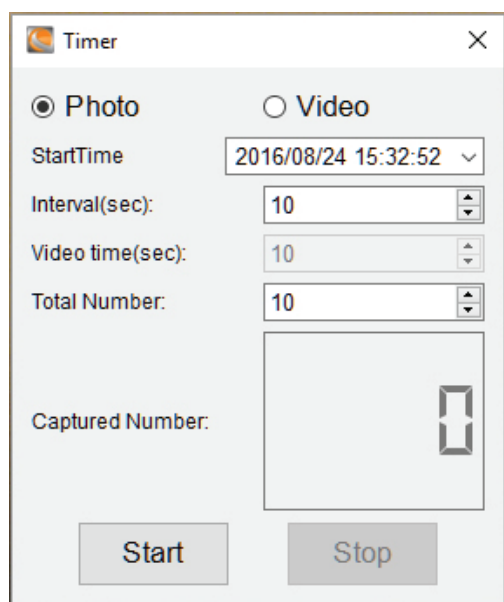 Timer
Photo Video
StartTime 2016/08/24 15:32:52
Interval(sec): 10
Video time(sec): 10
Total Number: 10
Captured Number: 0
Start Stop